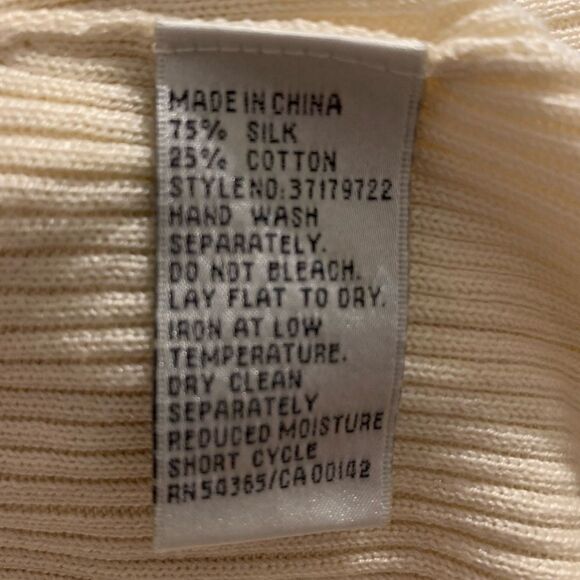 MADE IN CHINA
75% SILK
25% COTTON
STYLE NO: 37179722
HAND WASH
SEPARATELY.
DO NOT BLEACH.
LAY FLAT TO DRY.
IRON AT LOW
TEMPERATURE.
DRY CLEAN
SEPARATELY
REDUCED MOISTURE
SHORT CYCLE
RN 54365/CA 00142